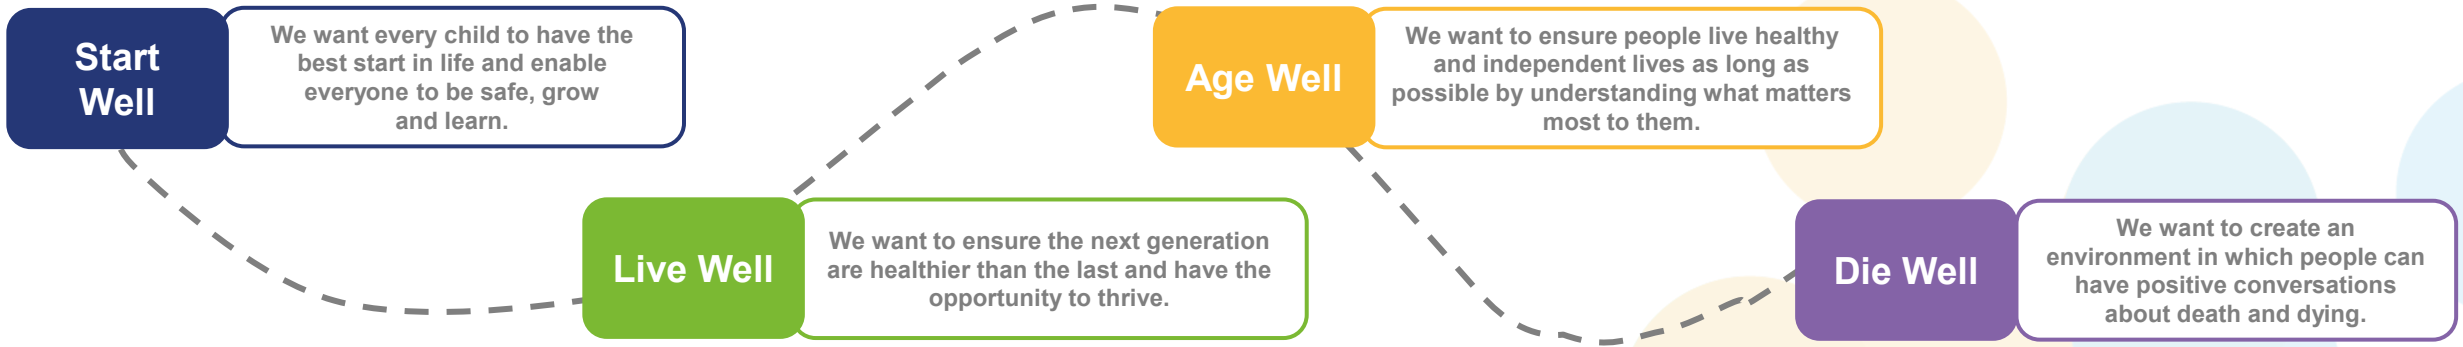 Start
Well
We want every child to have the
best start in life and enable
everyone to be safe, grow
and learn.
Live Well
We want to ensure the next generation
are healthier than the last and have the
opportunity to thrive.
Age Well
We want to ensure people live healthy
and independent lives as long as
possible by understanding what matters
most to them.
Die Well
We want to create an
environment in which people can
have positive conversations
about death and dying.